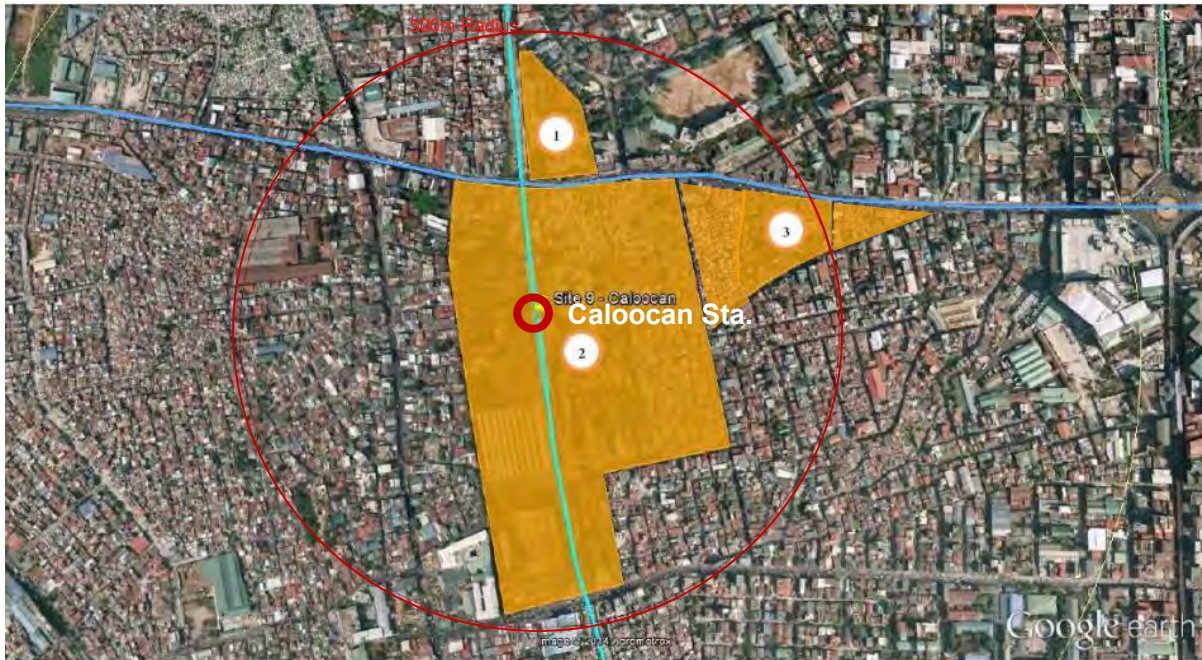 500m Radius
N
1
3
Site 9 - Caloocan
Caloocan Sta.
2
Google earth